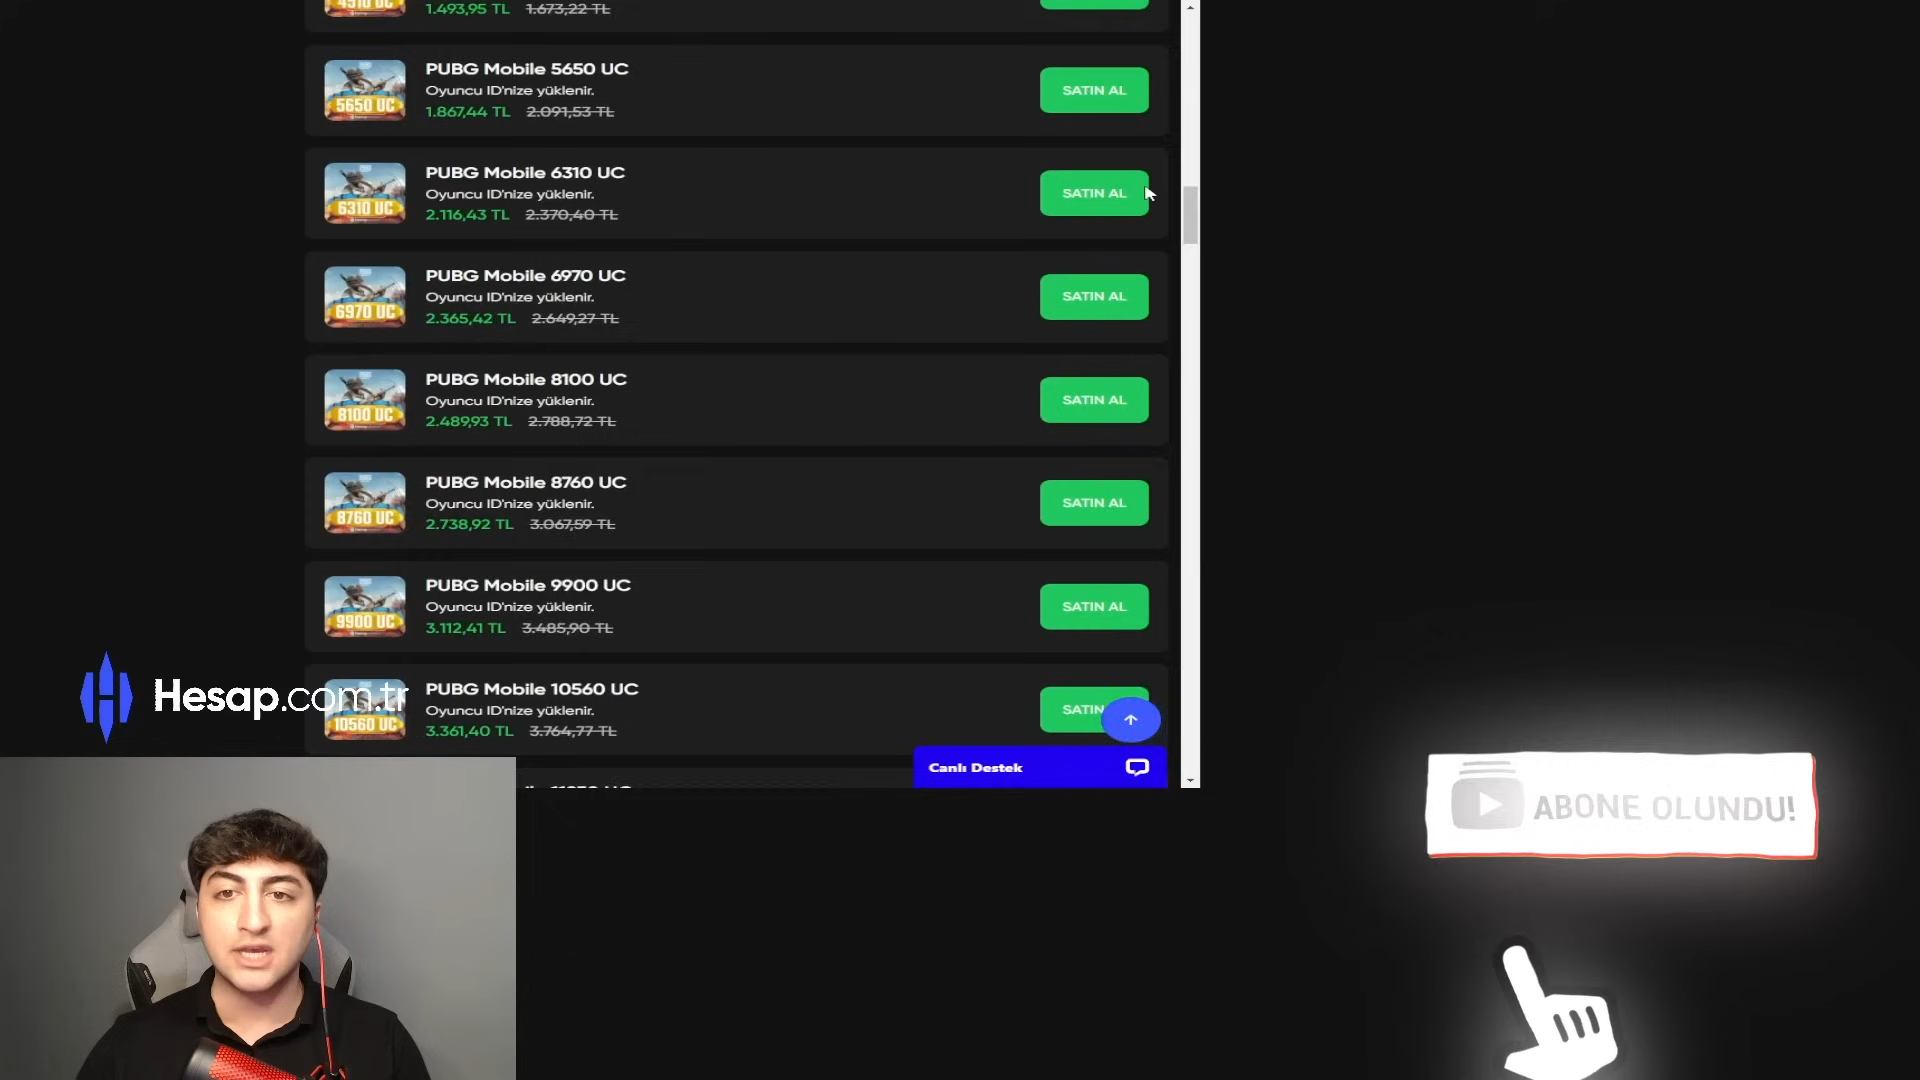 4510 UC
1.493,95 TL 1.673,22 TL
5650 UC
PUBG Mobile 5650 UC
Oyuncu ID'nize yüklenir.
1.867,44 TL 2.091,53 TL
SATIN AL
6310 UC
PUBG Mobile 6310 UC
Oyuncu ID'nize yüklenir.
2.116,43 TL 2.370,40 TL
SATIN AL
6970 UC
PUBG Mobile 6970 UC
Oyuncu ID'nize yüklenir.
2.365,42 TL 2.649,27 TL
SATIN AL
8100 UC
PUBG Mobile 8100 UC
Oyuncu ID'nize yüklenir.
2.489,93 TL 2.788,72 TL
SATIN AL
8760 UC
PUBG Mobile 8760 UC
Oyuncu ID'nize yüklenir.
2.738,92 TL 3.067,59 TL
SATIN AL
9900 UC
PUBG Mobile 9900 UC
Oyuncu ID'nize yüklenir.
3.112,41 TL 3.485,90 TL
SATIN AL
Hesap.com.tr
10560 UC
PUBG Mobile 10560 UC
Oyuncu ID'nize yüklenir.
3.361,40 TL 3.764,77 TL
SATIN
Canlı Destek
ABONE OLUNDU!